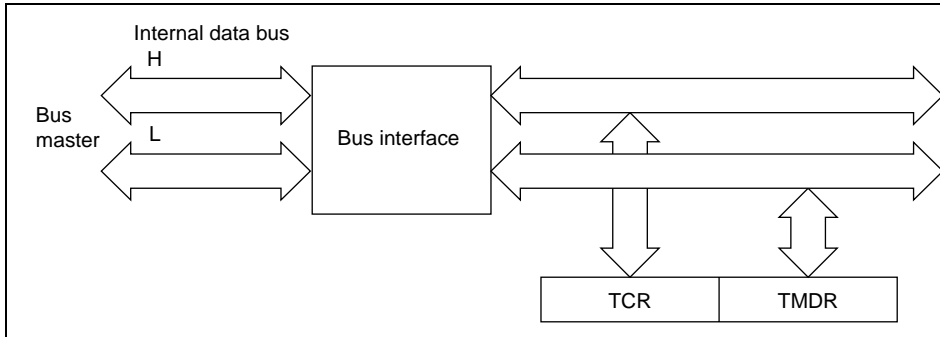 Internal data bus
H
Bus
master
L
Bus interface
TCR
TMDR